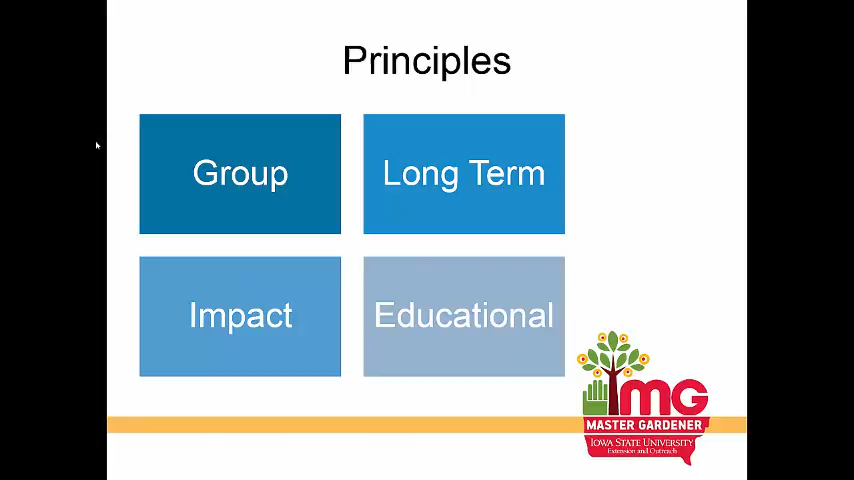 Principles
Group
Long Term
Impact
Educational
mG
MASTER GARDENER
IOWA STATE UNIVERSITY
Extension and Outreach